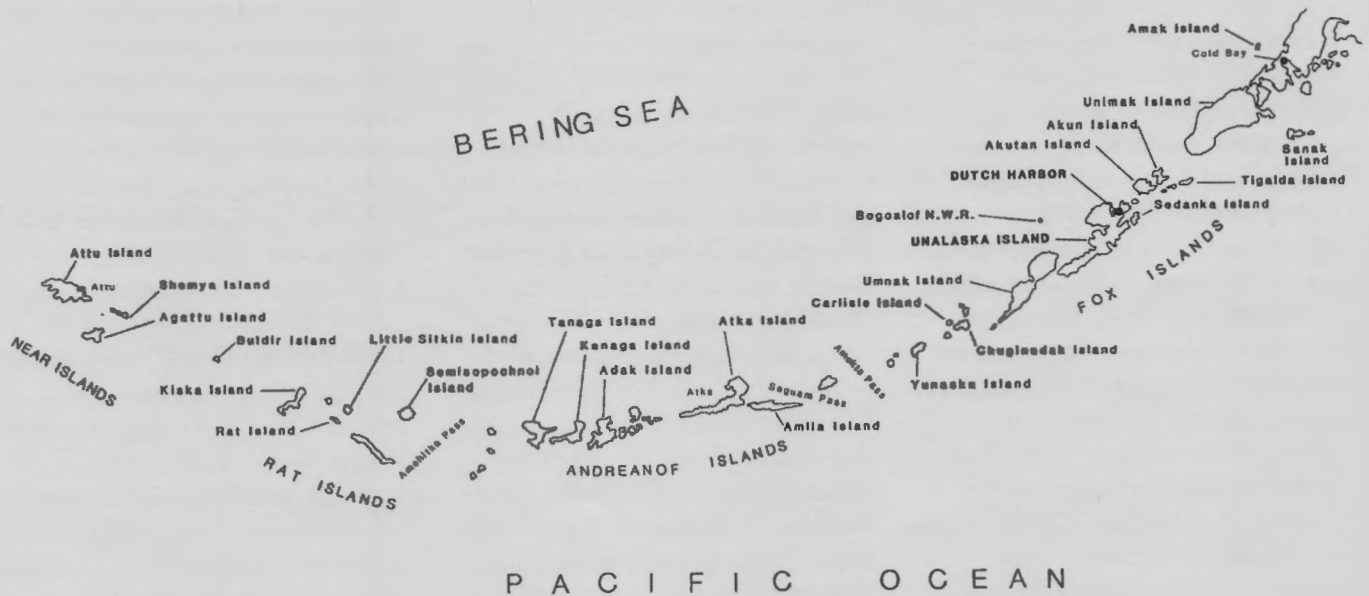 Amak Island
Cold Bay
Unimak Island
BERING SEA
Akun Island
Akutan Island
Sanak
Island
DUTCH HARBOR
Tigalda Island
Sedanka Island
Bogoslof N.W.R.
UNALASKA ISLAND
FOX ISLANDS
Attu Island
Attu
Shemya Island
Umnak Island
Carlisle Island
Agattu Island
NEAR ISLANDS
Buldir Island
Little Sitkin Island
Tanaga Island
Atka Island
Kanaga Island
Chuginadak Island
Amukta Pass
Semisopochnoi
Island
Adak Island
Yunaska Island
Kiska Island
Atka
Seguam Pass
Rat Island
Amchitka Pass
Amlia Island
RAT ISLANDS
ANDREANOF ISLANDS
PACIFIC OCEAN